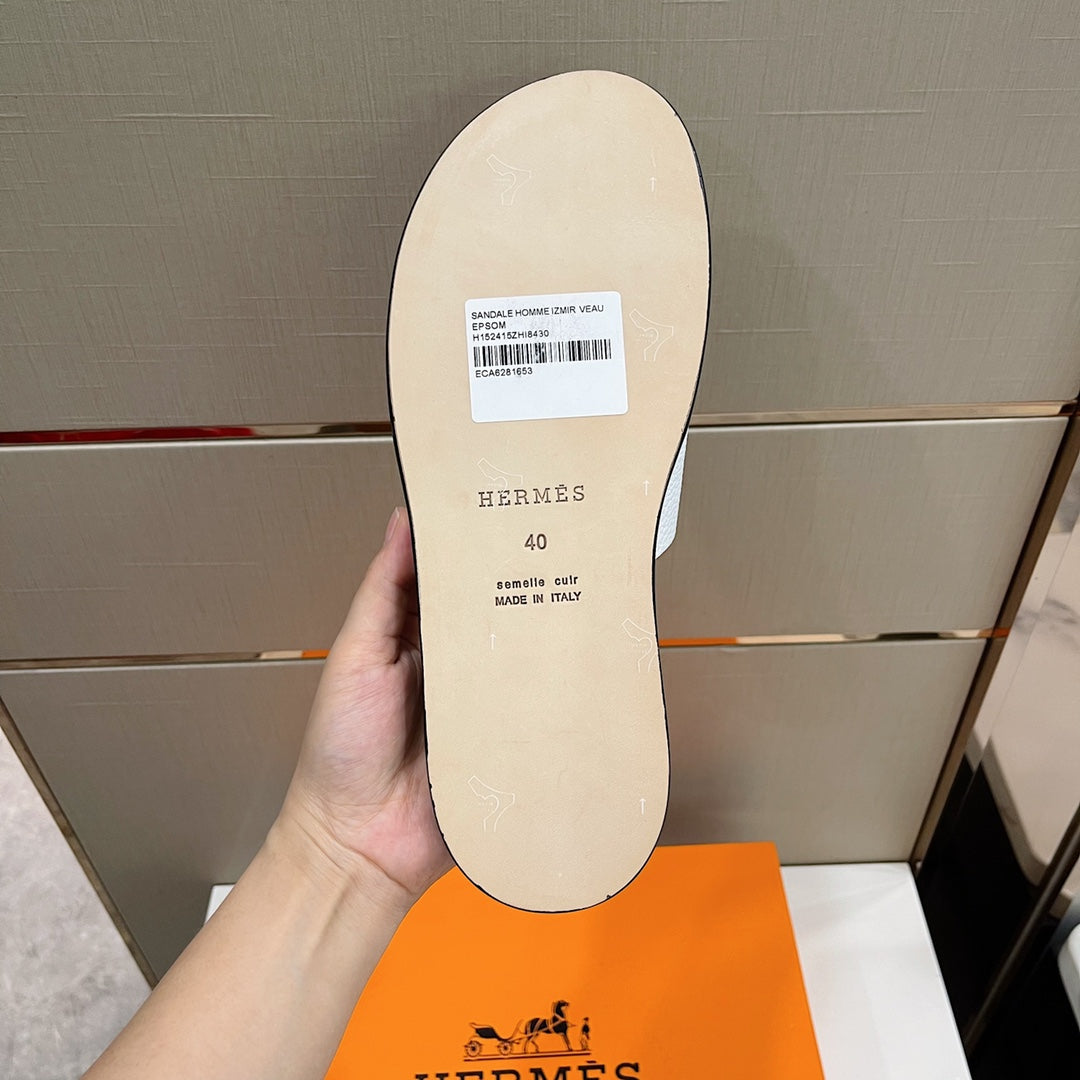 SANDALE HOMME IZMIR VEAU
EPSOM
H152415ZHI8430
ECA6281653
HERMÈS
40
semelle cuir
MADE IN ITALY
HERMÈS